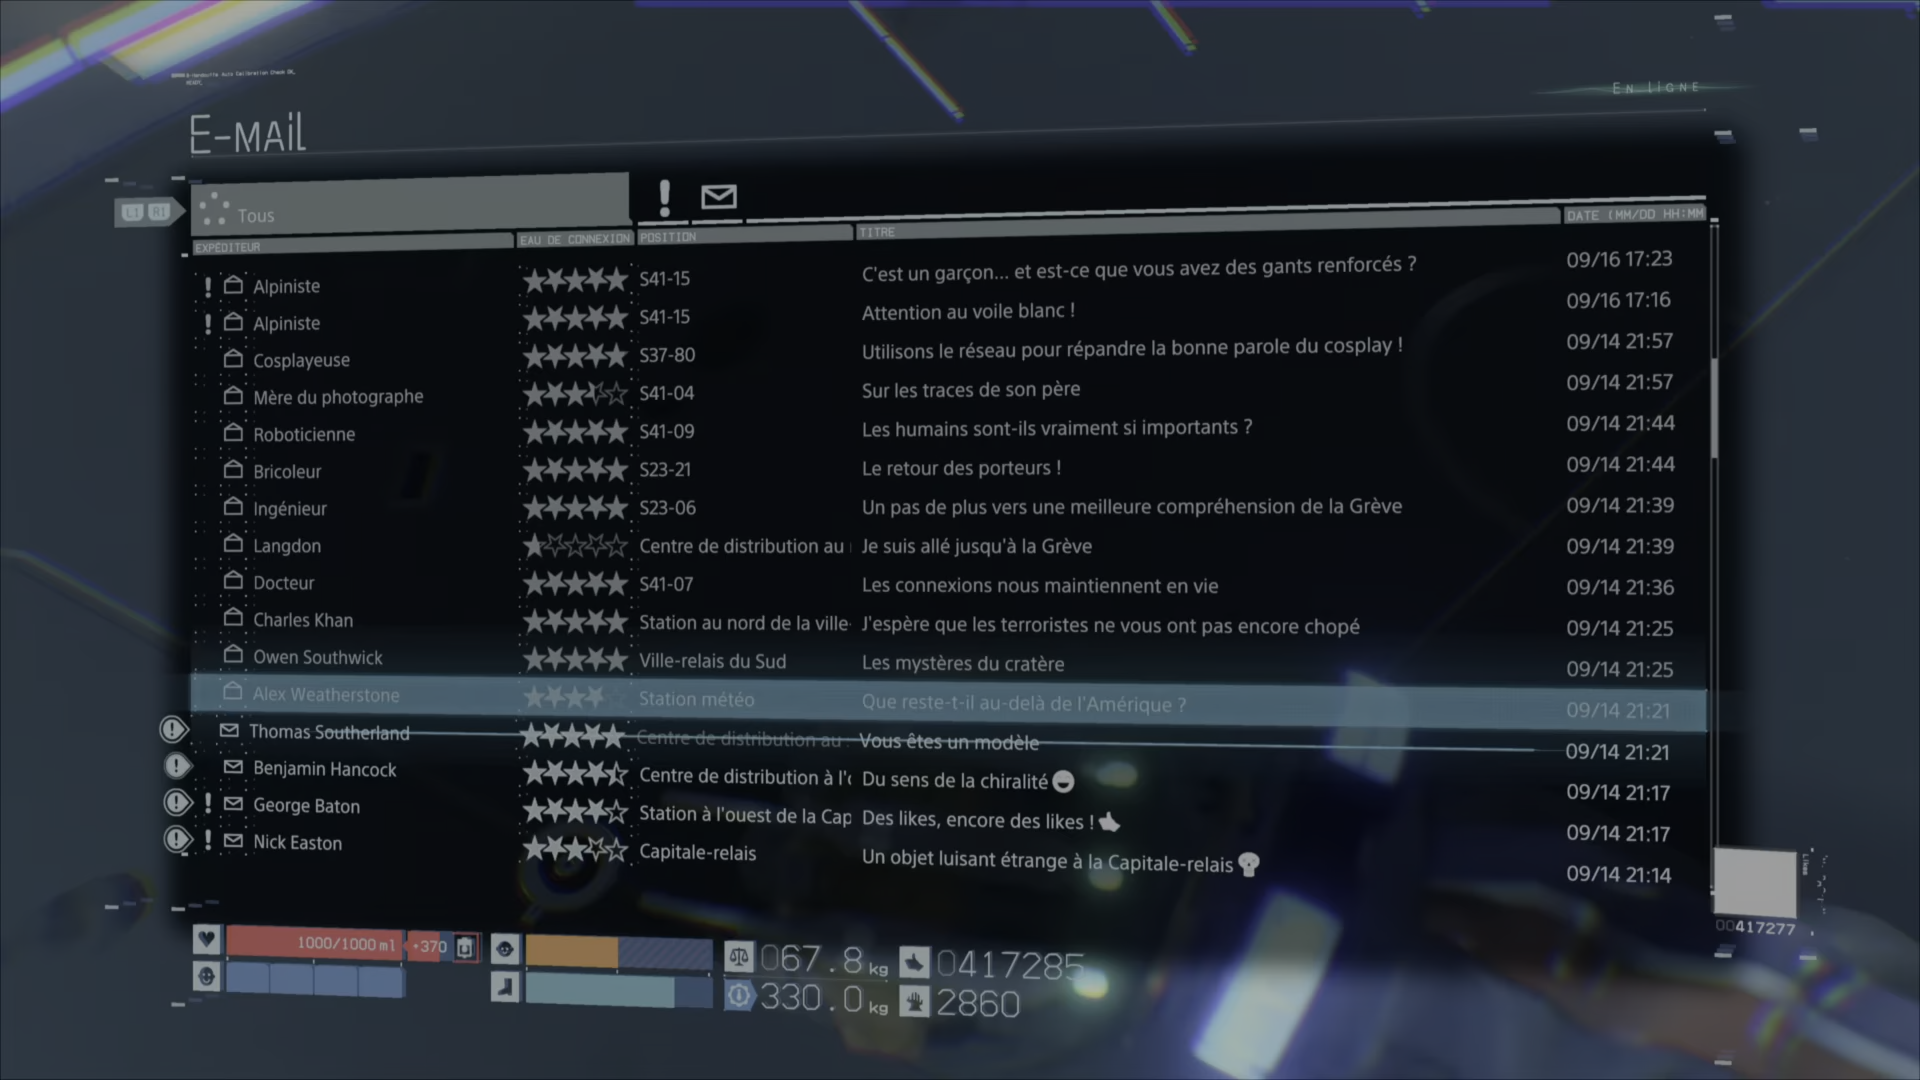 E-MAIL
EN LIGNE
L1 R1 Tous
EXPÉDITEUR EAU DE CONNEXION POSITION TITRE DATE (MM/DD HH:MM
! Alpiniste ★★★★★ S41-15 C'est un garçon... et est-ce que vous avez des gants renforcés ? 09/16 17:23
! Alpiniste ★★★★★ S41-15 Attention au voile blanc ! 09/16 17:16
Cosplayeuse S37-80 Utilisons le réseau pour répandre la bonne parole du cosplay ! 09/14 21:57
Mère du photographe S41-04 Sur les traces de son père 09/14 21:57
Roboticienne S41-09 Les humains sont-ils vraiment si importants ? 09/14 21:44
Bricoleur S23-21 Le retour des porteurs ! 09/14 21:44
Ingénieur S23-06 Un pas de plus vers une meilleure compréhension de la Grève 09/14 21:39
Langdon Centre de distribution au Je suis allé jusqu'à la Grève 09/14 21:39
Docteur S41-07 Les connexions nous maintiennent en vie 09/14 21:36
Charles Khan Station au nord de la ville- J'espère que les terroristes ne vous ont pas encore chopé 09/14 21:25
Owen Southwick Ville-relais du Sud Les mystères du cratère 09/14 21:25
Alex Weatherstone Station météo Que reste-t-il au-delà de l'Amérique ? 09/14 21:21
Thomas Southerland Centre de distribution au Vous êtes un modèle 09/14 21:21
Benjamin Hancock Centre de distribution à l'o Du sens de la chiralité 09/14 21:17
! George Baton Station à l'ouest de la Cap Des likes, encore des likes ! 09/14 21:17
! Nick Easton Capitale-relais Un objet luisant étrange à la Capitale-relais 09/14 21:14
Likes
00417277
1000/1000 ml +370 067.8 kg 0417285
330.0 kg 2860